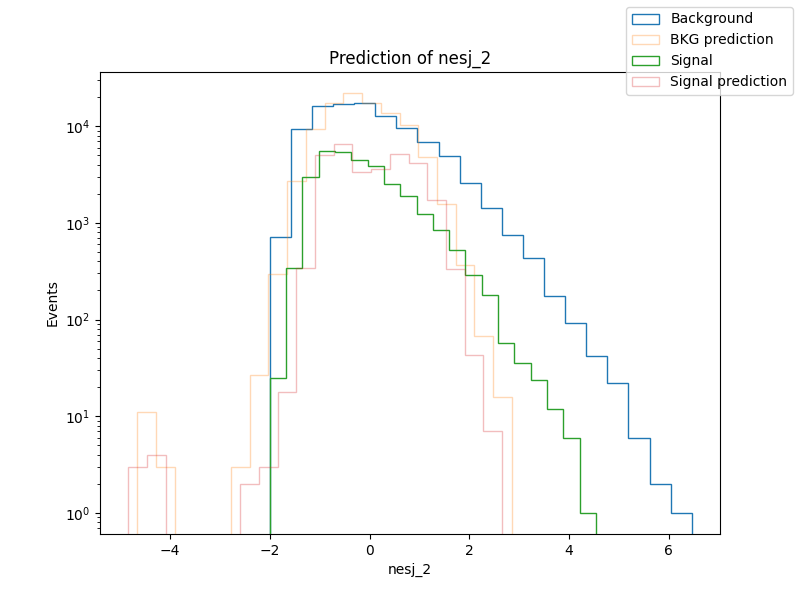 Prediction of nesj_2
Background
BKG prediction
Signal
Signal prediction
Events
10⁴
10³
10²
10¹
10⁰
−4 −2 0 2 4 6
nesj_2